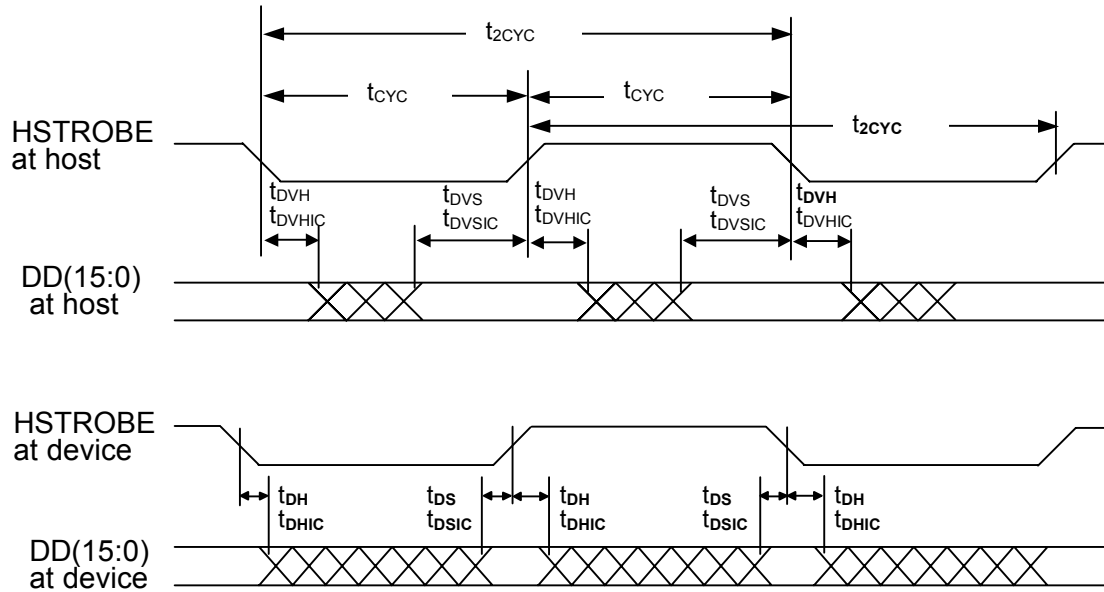 t2CYC
tCYC tCYC
t2CYC
HSTROBE
at host
tDVH tDVS tDVH tDVS tDVH
tDVHIC tDVSIC tDVHIC tDVSIC tDVHIC
DD(15:0)
at host
HSTROBE
at device
tDH tDS tDH tDS tDH
tDHIC tDSIC tDHIC tDSIC tDHIC
DD(15:0)
at device